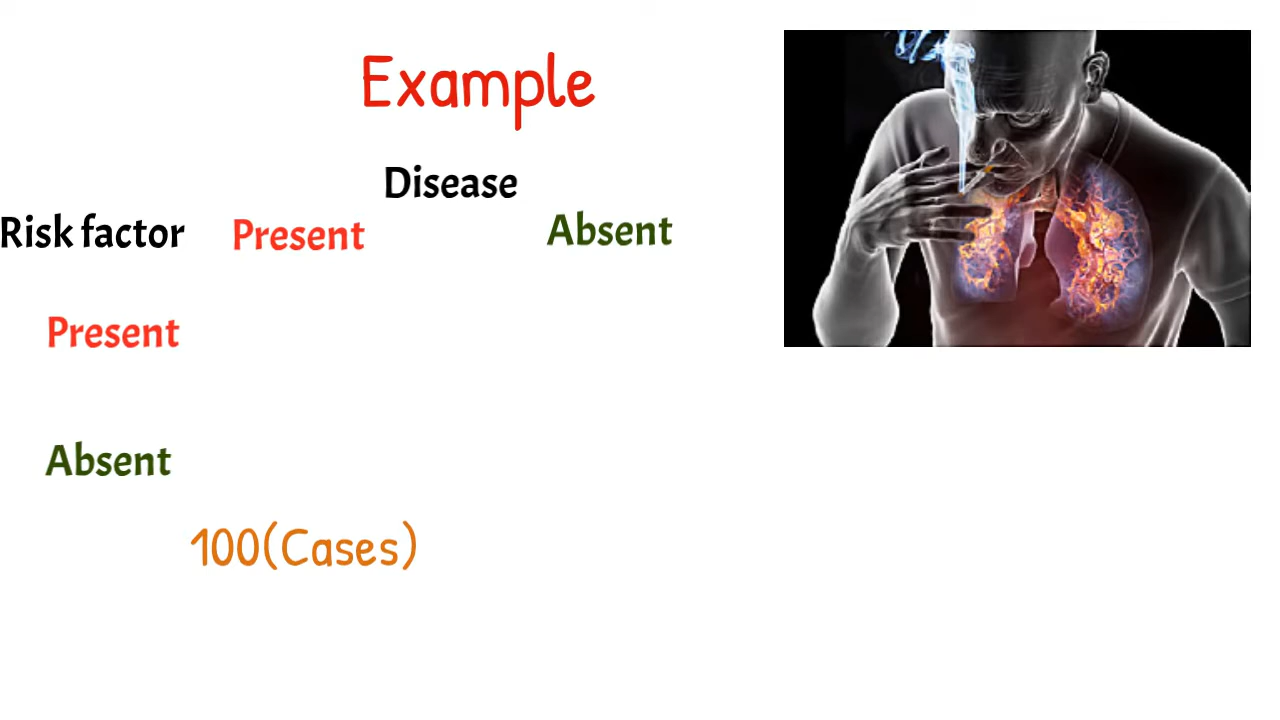 Example
Disease
Risk factor Present Absent
Present
Absent
100(Cases)